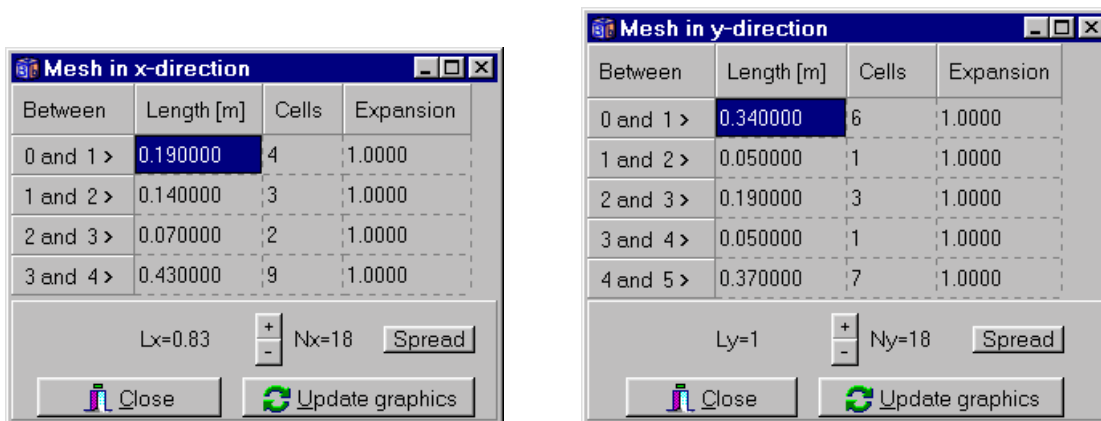 Mesh in x-direction
Between Length [m] Cells Expansion
0 and 1 > 0.190000 4 1.0000
1 and 2 > 0.140000 3 1.0000
2 and 3 > 0.070000 2 1.0000
3 and 4 > 0.430000 9 1.0000
Lx=0.83 + - Nx=18 Spread
Close Update graphics
Mesh in y-direction
Between Length [m] Cells Expansion
0 and 1 > 0.340000 6 1.0000
1 and 2 > 0.050000 1 1.0000
2 and 3 > 0.190000 3 1.0000
3 and 4 > 0.050000 1 1.0000
4 and 5 > 0.370000 7 1.0000
Ly=1 + - Ny=18 Spread
Close Update graphics